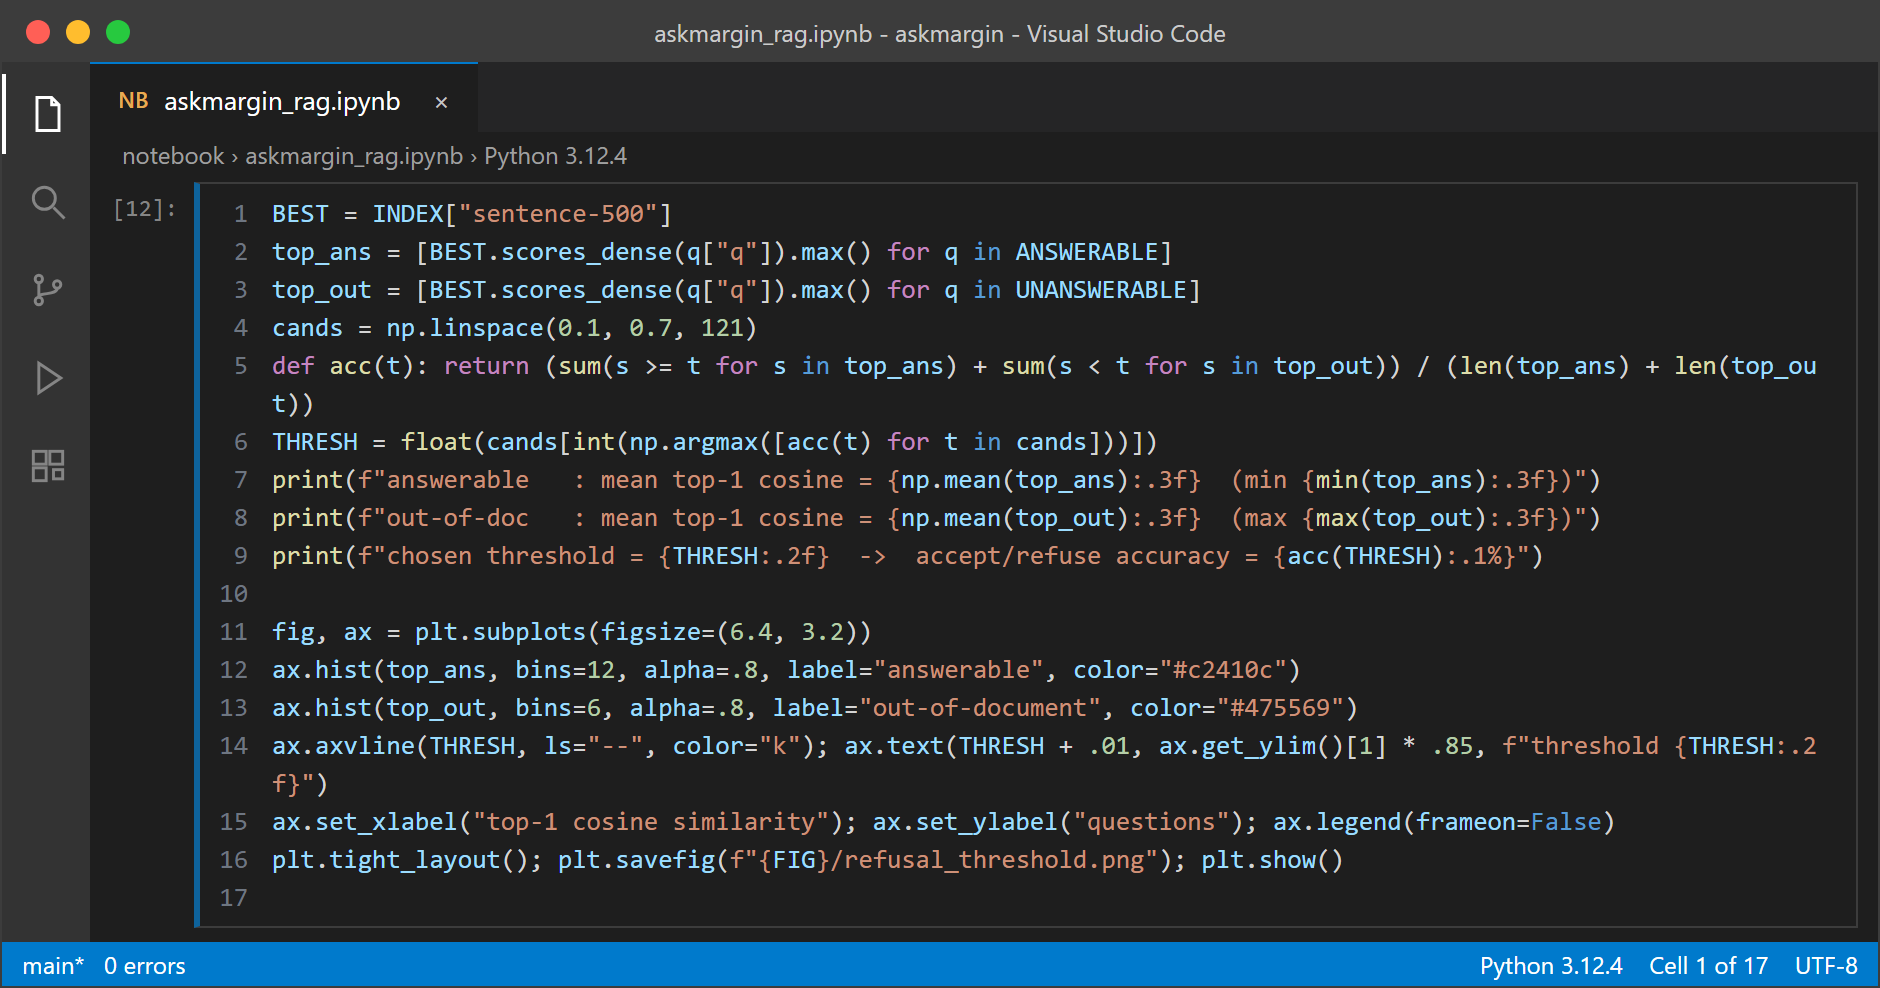 askmargin_rag.ipynb - askmargin - Visual Studio Code
NB askmargin_rag.ipynb ×
notebook › askmargin_rag.ipynb › Python 3.12.4
[12]:
1 BEST = INDEX["sentence-500"]
2 top_ans = [BEST.scores_dense(q["q"]).max() for q in ANSWERABLE]
3 top_out = [BEST.scores_dense(q["q"]).max() for q in UNANSWERABLE]
4 cands = np.linspace(0.1, 0.7, 121)
5 def acc(t): return (sum(s >= t for s in top_ans) + sum(s < t for s in top_out)) / (len(top_ans) + len(top_ou
t))
6 THRESH = float(cands[int(np.argmax([acc(t) for t in cands]))])
7 print(f"answerable   : mean top-1 cosine = {np.mean(top_ans):.3f}  (min {min(top_ans):.3f})")
8 print(f"out-of-doc   : mean top-1 cosine = {np.mean(top_out):.3f}  (max {max(top_out):.3f})")
9 print(f"chosen threshold = {THRESH:.2f}  ->  accept/refuse accuracy = {acc(THRESH):.1%}")
10
11 fig, ax = plt.subplots(figsize=(6.4, 3.2))
12 ax.hist(top_ans, bins=12, alpha=.8, label="answerable", color="#c2410c")
13 ax.hist(top_out, bins=6, alpha=.8, label="out-of-document", color="#475569")
14 ax.axvline(THRESH, ls="--", color="k"); ax.text(THRESH + .01, ax.get_ylim()[1] * .85, f"threshold {THRESH:.2
f}")
15 ax.set_xlabel("top-1 cosine similarity"); ax.set_ylabel("questions"); ax.legend(frameon=False)
16 plt.tight_layout(); plt.savefig(f"{FIG}/refusal_threshold.png"); plt.show()
17
main* 0 errors Python 3.12.4 Cell 1 of 17 UTF-8